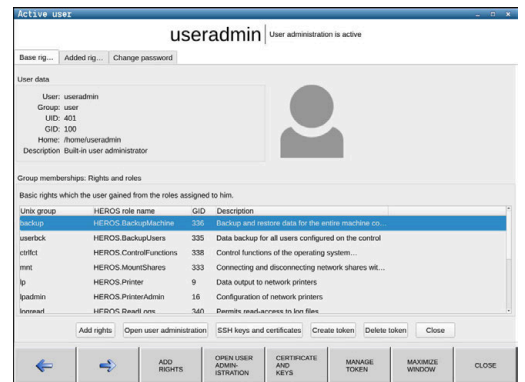 Active user
useradmin User administration is active
Base rig... Added rig... Change password
User data
User: useradmin
Group: user
UID: 401
GID: 100
Home: /home/useradmin
Description Built-in user administrator
Group memberships: Rights and roles
Basic rights which the user gained from the roles assigned to him.
Unix group HEROS role name GID Description
backup HEROS.BackupMachine 336 Backup and restore data for the entire machine co...
userbck HEROS.BackupUsers 335 Data backup for all users configured on the control
ctrlfct HEROS.ControlFunctions 338 Control functions of the operating system...
mnt HEROS.MountShares 333 Connecting and disconnecting network shares wit...
lp HEROS.Printer 9 Data output to network printers
lpadmin HEROS.PrinterAdmin 16 Configuration of network printers
logread HEROS.ReadLogs 340 Permits read-access to log files
Add rights Open user administration SSH keys and certificates Create token Delete token Close
ADD RIGHTS
OPEN USER ADMIN-ISTRATION
CERTIFICATE AND KEYS
MANAGE TOKEN
MAXIMIZE WINDOW
CLOSE